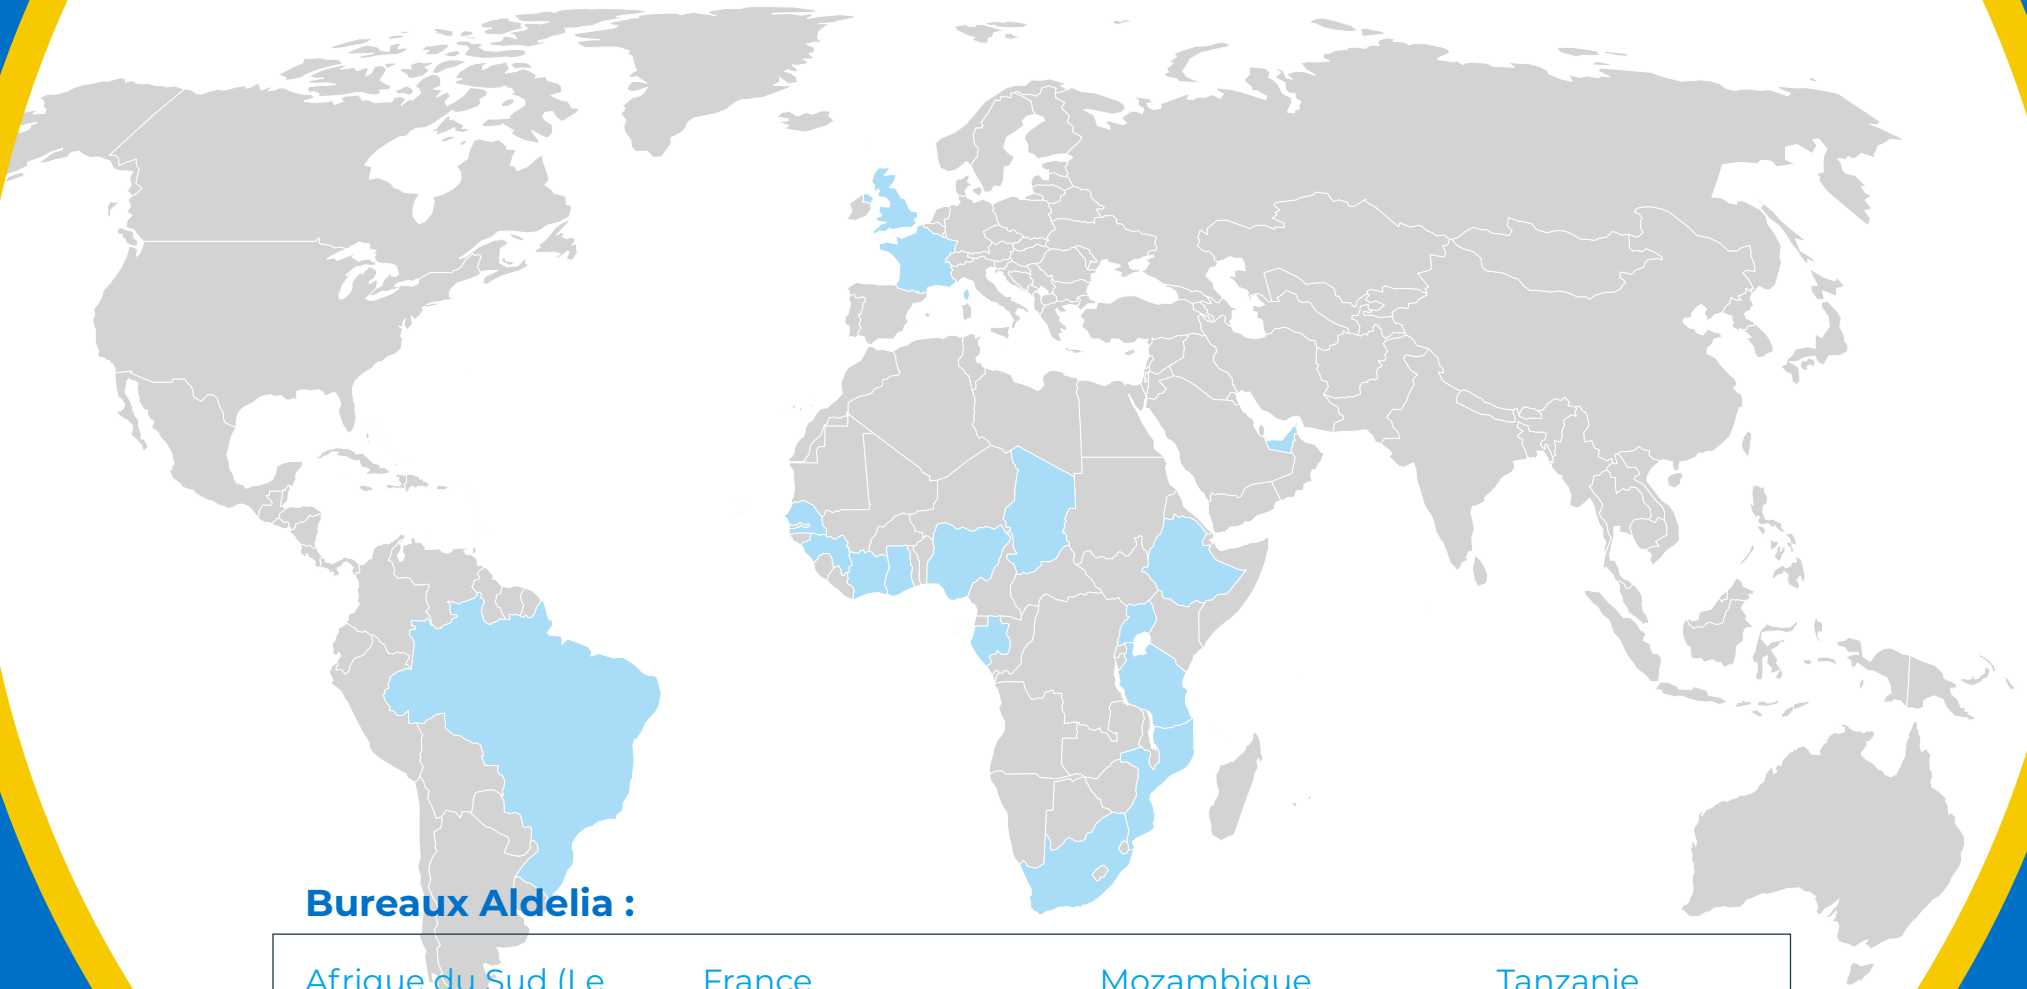 Bureaux Aldelia :
Afrique du Sud (Le
France
Mozambique
Tanzanie